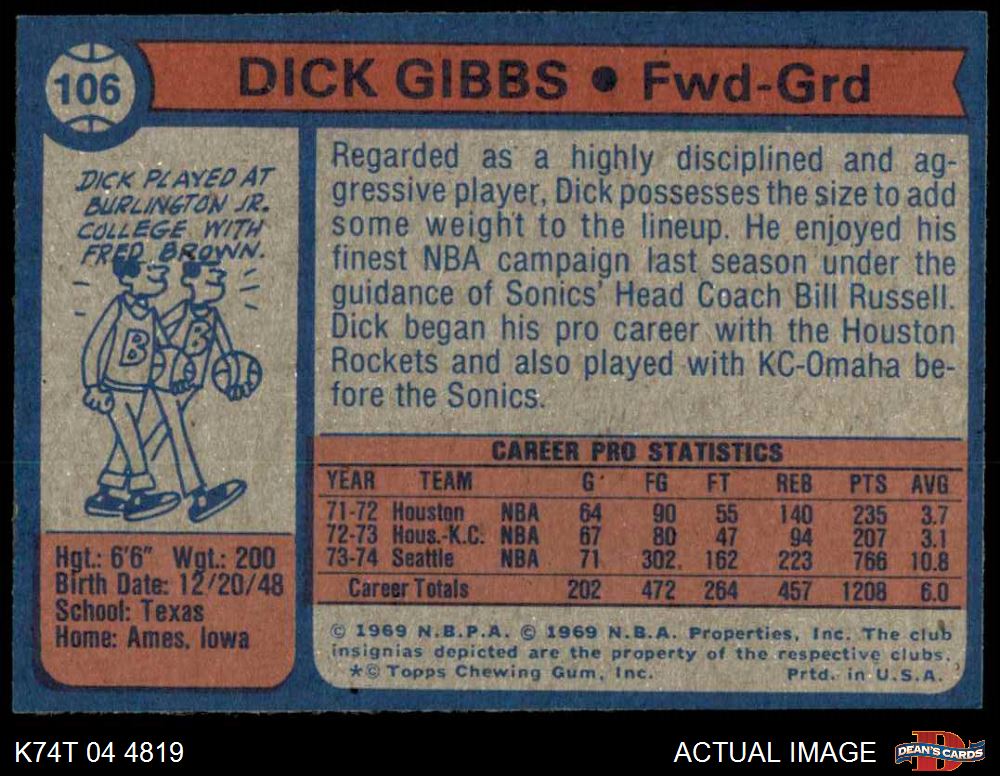 106
DICK GIBBS • Fwd-Grd
DICK PLAYED AT
BURLINGTON JR.
COLLEGE WITH
FRED BROWN.
B B
Hgt.: 6'6" Wgt.: 200
Birth Date: 12/20/48
School: Texas
Home: Ames, Iowa
Regarded as a highly disciplined and ag-
gressive player, Dick possesses the size to add
some weight to the lineup. He enjoyed his
finest NBA campaign last season under the
guidance of Sonics' Head Coach Bill Russell.
Dick began his pro career with the Houston
Rockets and also played with KC-Omaha be-
fore the Sonics.
CAREER PRO STATISTICS
YEAR TEAM G FG FT REB PTS AVG
71-72 Houston NBA 64 90 55 140 235 3.7
72-73 Hous.-K.C. NBA 67 80 47 94 207 3.1
73-74 Seattle NBA 71 302 162 223 766 10.8
Career Totals 202 472 264 457 1208 6.0
© 1969 N.B.P.A. © 1969 N.B.A. Properties, Inc. The club
insignias depicted are the property of the respective clubs.
*© Topps Chewing Gum, Inc. Prtd. in U.S.A.
K74T 04 4819
ACTUAL IMAGE
DEAN'S CARDS